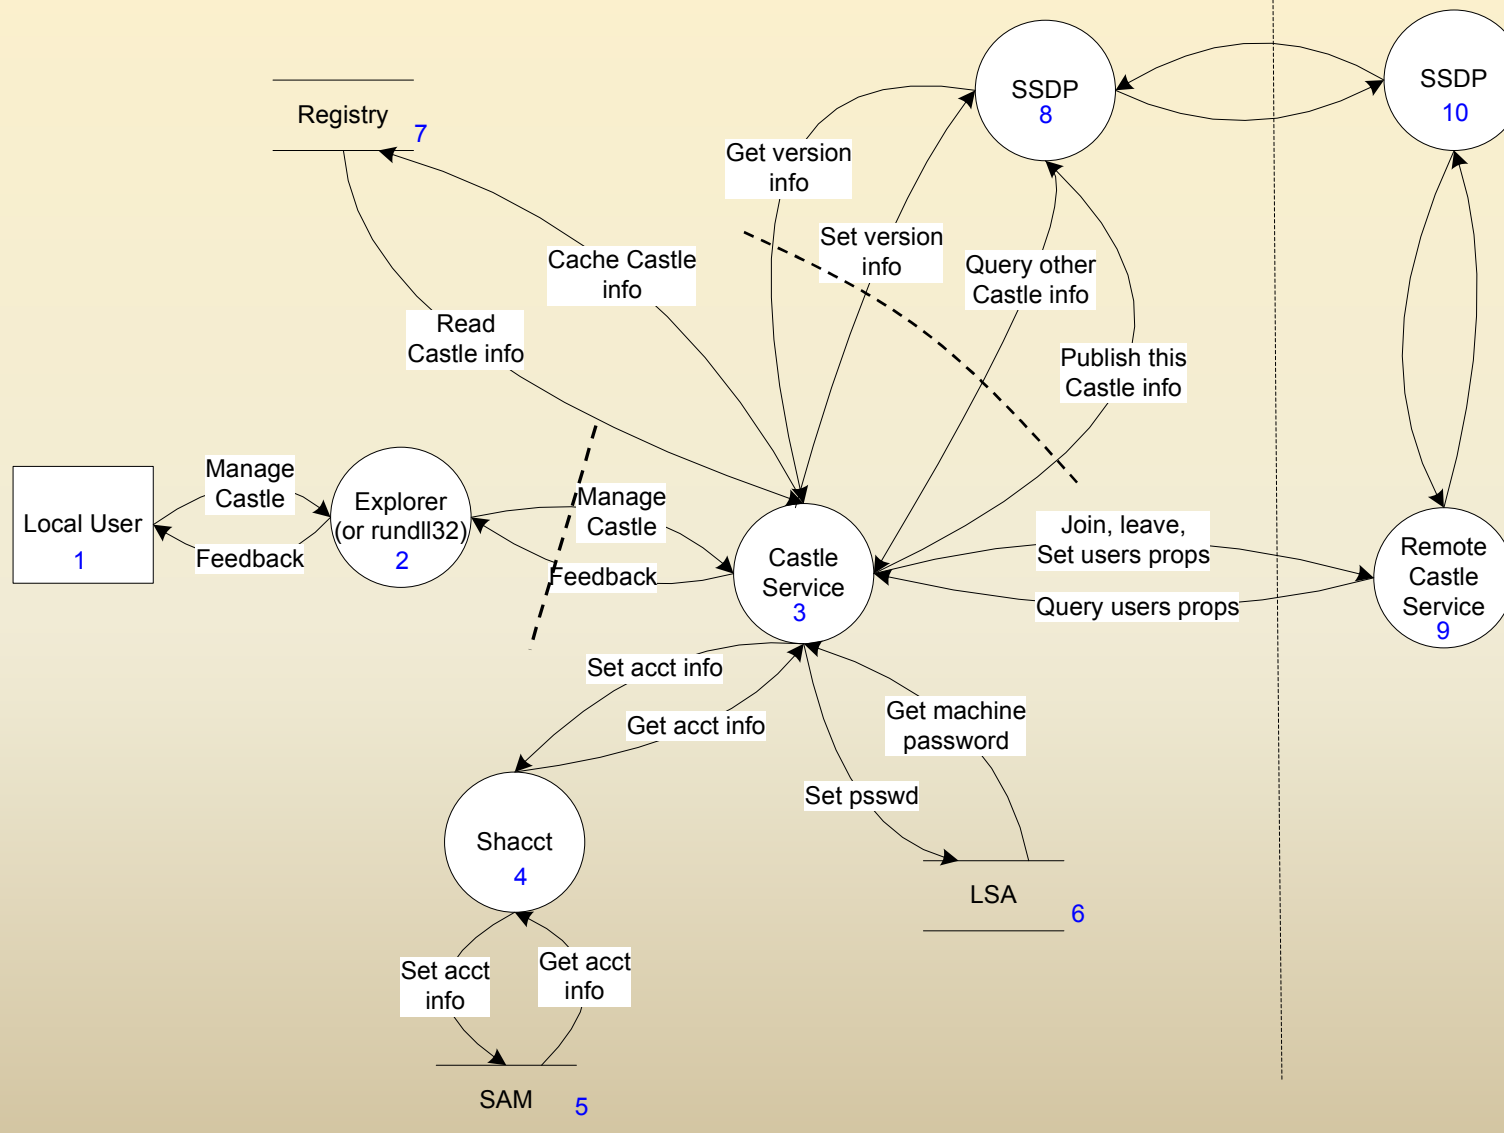 SSDP
8
SSDP
10
Registry
7
Get version
info
Set version
info
Query other
Castle info
Cache Castle
info
Read
Castle info
Publish this
Castle info
Manage
Castle
Local User
1
Feedback
Explorer
(or rundll32)
2
Manage
Castle
Feedback
Castle
Service
3
Join, leave,
Set users props
Query users props
Remote
Castle
Service
9
Set acct info
Get acct info
Get machine
password
Set psswd
Shacct
4
LSA
6
Set acct
info
Get acct
info
SAM
5